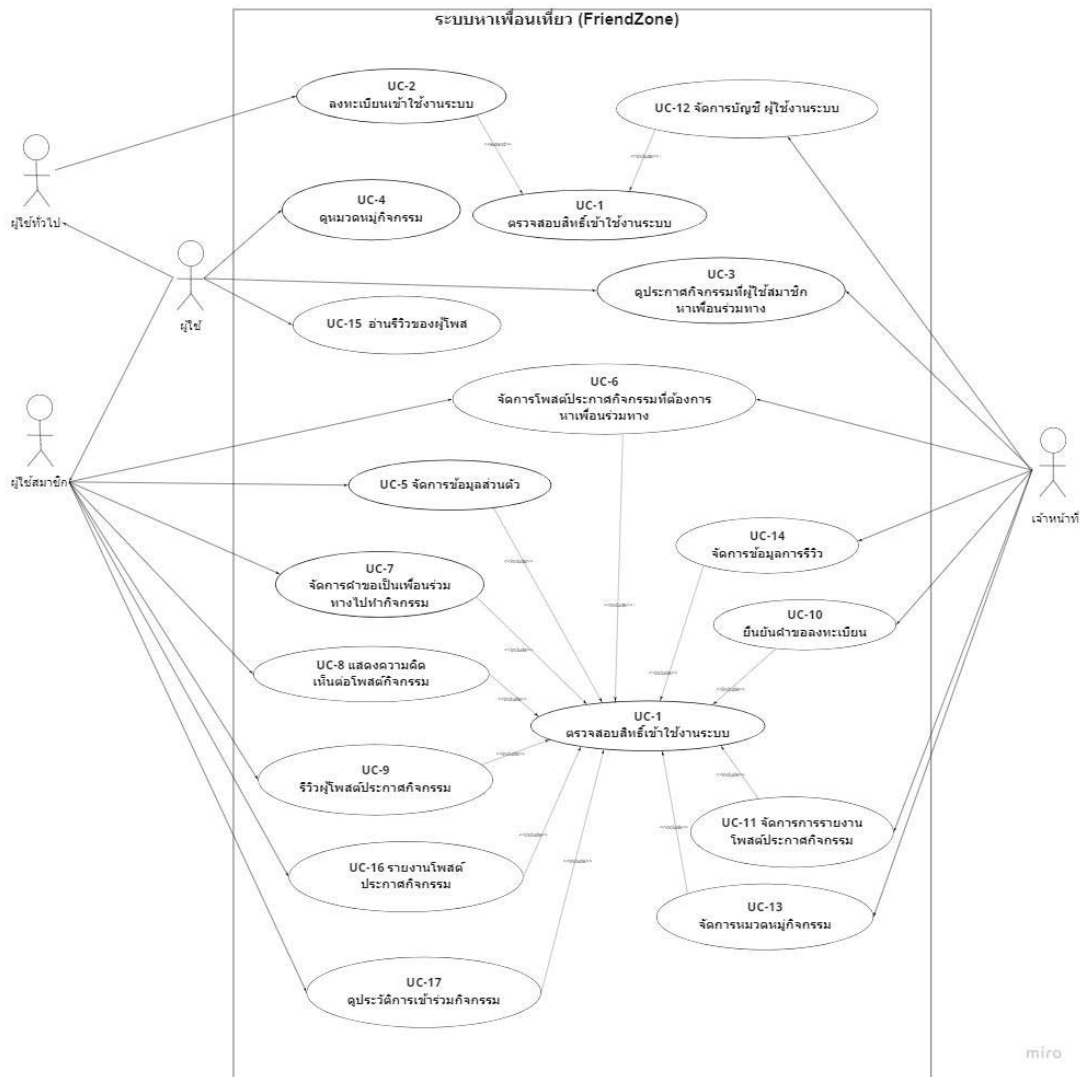 ระบบหาเพื่อนเที่ยว (FriendZone)
UC-2
ลงทะเบียนเข้าใช้งานระบบ
UC-12 จัดการบัญชี ผู้ใช้งานระบบ
<<extend>>
<<include>>
ผู้ใช้ทั่วไป
UC-4
ดูหมวดหมู่กิจกรรม
UC-1
ตรวจสอบสิทธิ์เข้าใช้งานระบบ
UC-3
ดูประกาศกิจกรรมที่ผู้ใช้สมาชิก
หาเพื่อนร่วมทาง
ผู้ใช้
UC-15 อ่านรีวิวของผู้โพส
UC-6
จัดการโพสต์ประกาศกิจกรรมที่ต้องการ
หาเพื่อนร่วมทาง
ผู้ใช้สมาชิก
UC-5 จัดการข้อมูลส่วนตัว
เจ้าหน้าที่
UC-14
จัดการข้อมูลการรีวิว
<<include>>
UC-7
จัดการคำขอเป็นเพื่อนร่วม
ทางไปทำกิจกรรม
<<include>>
UC-10
ยืนยันคำขอลงทะเบียน
<<include>>
UC-8 แสดงความคิด
เห็นต่อโพสต์กิจกรรม
<<include>>
<<include>>
<<include>>
UC-1
ตรวจสอบสิทธิ์เข้าใช้งานระบบ
UC-9
รีวิวผู้โพสต์ประกาศกิจกรรม
<<include>>
<<include>>
UC-11 จัดการการรายงาน
โพสต์ประกาศกิจกรรม
<<include>>
<<include>>
<<include>>
UC-16 รายงานโพสต์
ประกาศกิจกรรม
UC-13
จัดการหมวดหมู่กิจกรรม
UC-17
ดูประวัติการเข้าร่วมกิจกรรม
miro